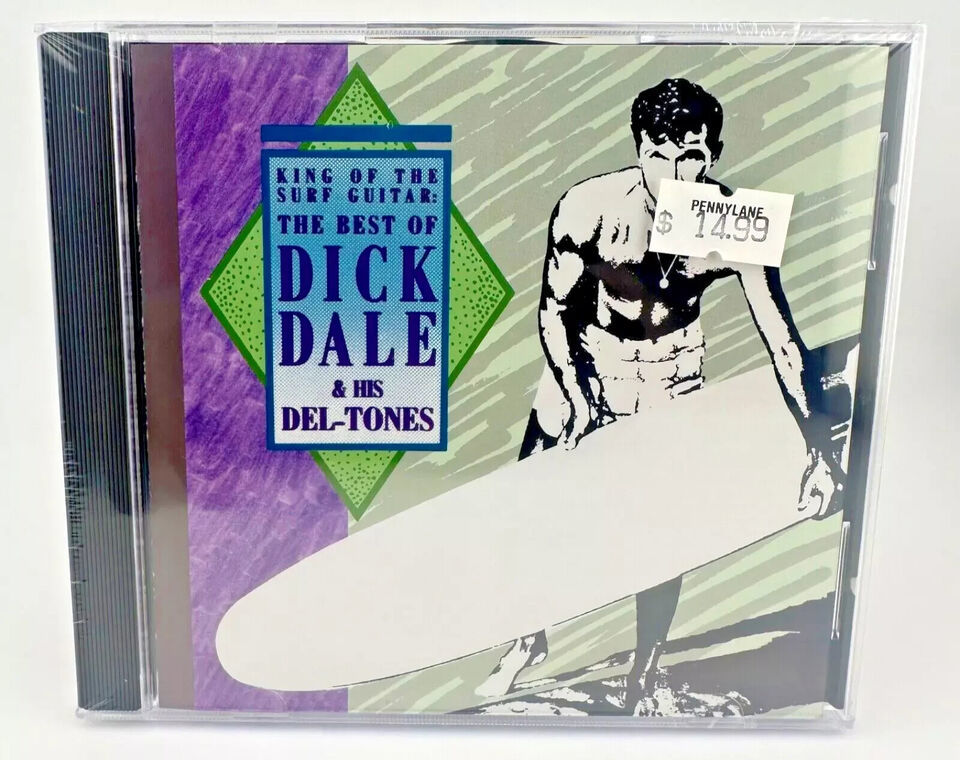 KING OF THE
SURF GUITAR:
THE BEST OF
DICK
DALE
& HIS
DEL-TONES
PENNYLANE
$ 14.99